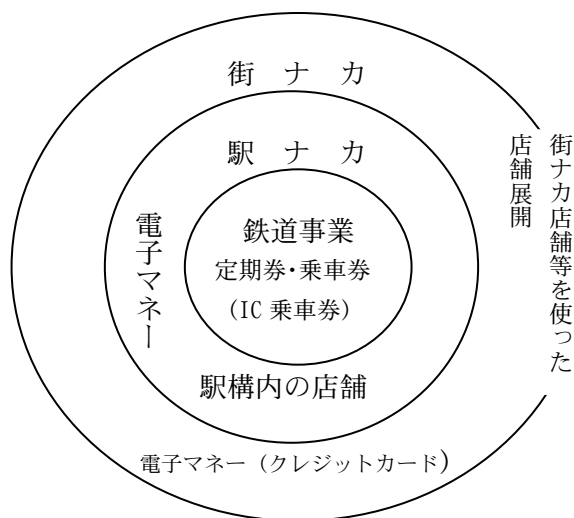 街 ナ カ
駅 ナ カ
街ナカ店舗等を使った
店舗展開
電子マネー
鉄道事業
定期券・乗車券
(IC 乗車券)
駅構内の店舗
電子マネー（クレジットカード)